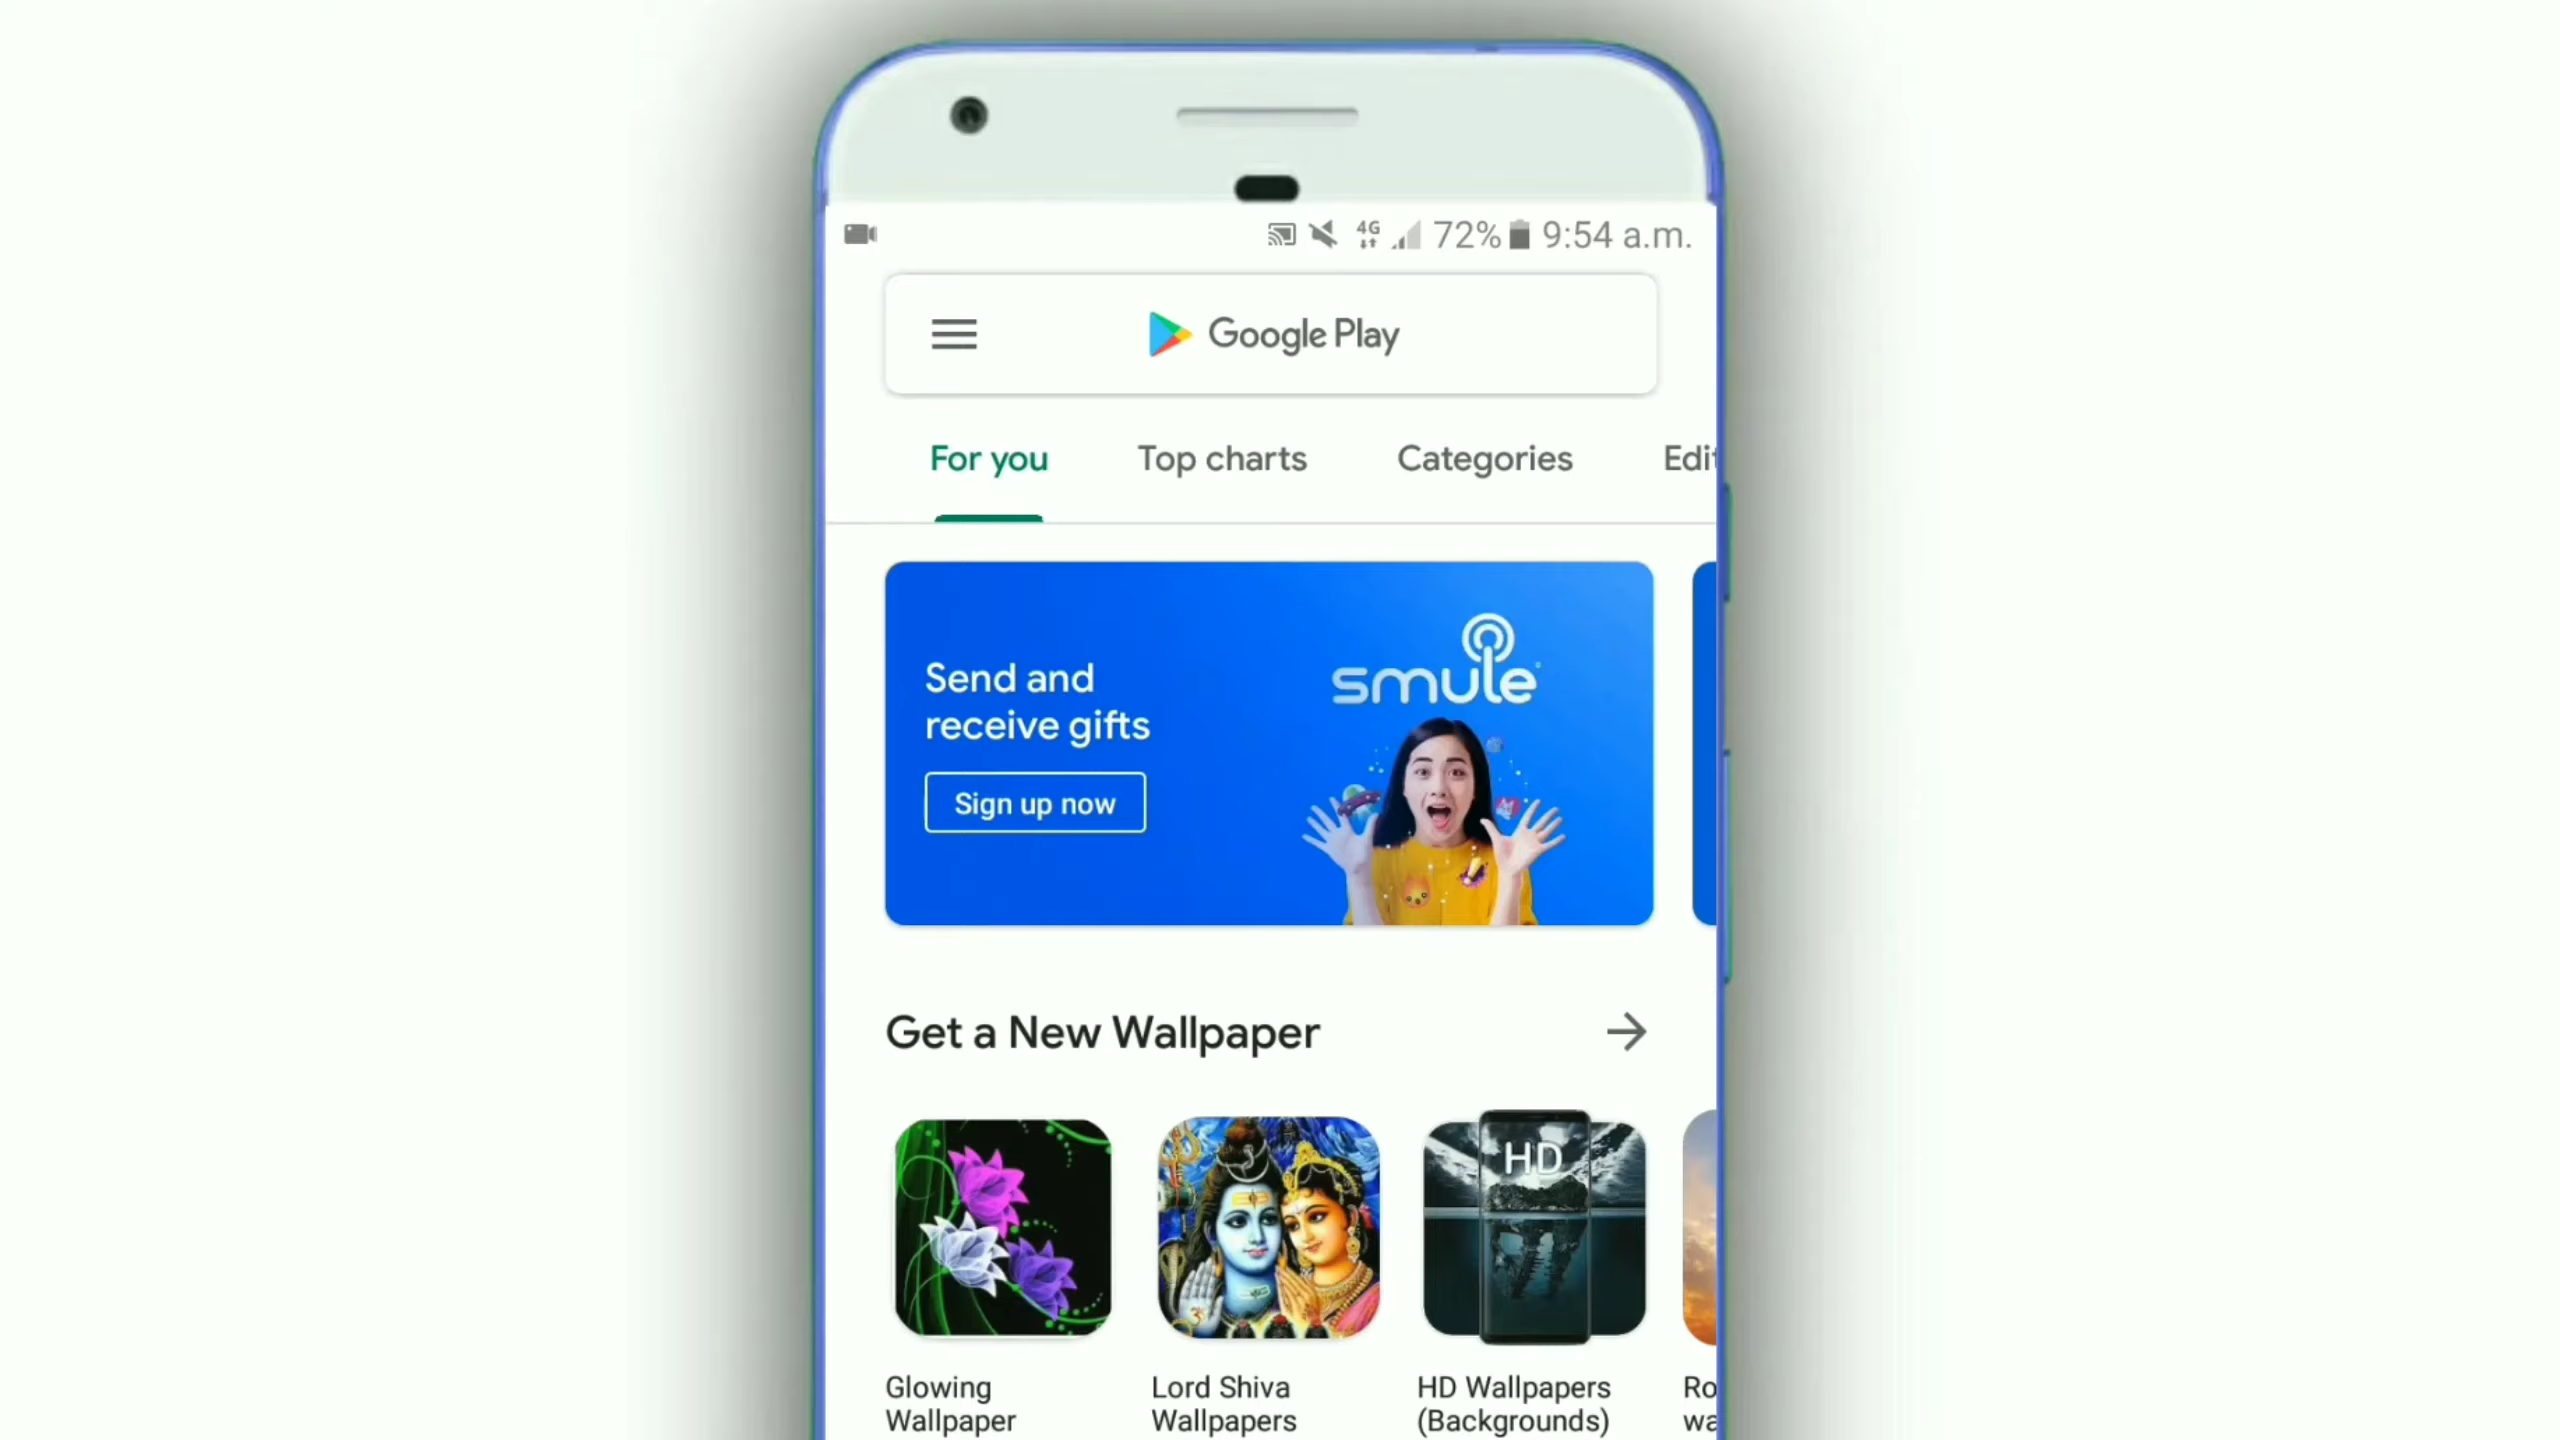 4G 72% 9:54 a.m.
Google Play
For you Top charts Categories Edit
smule
Send and
receive gifts
Sign up now
Get a New Wallpaper
HD
Glowing Lord Shiva HD Wallpapers Ro
Wallpaper Wallpapers (Backgrounds) wa